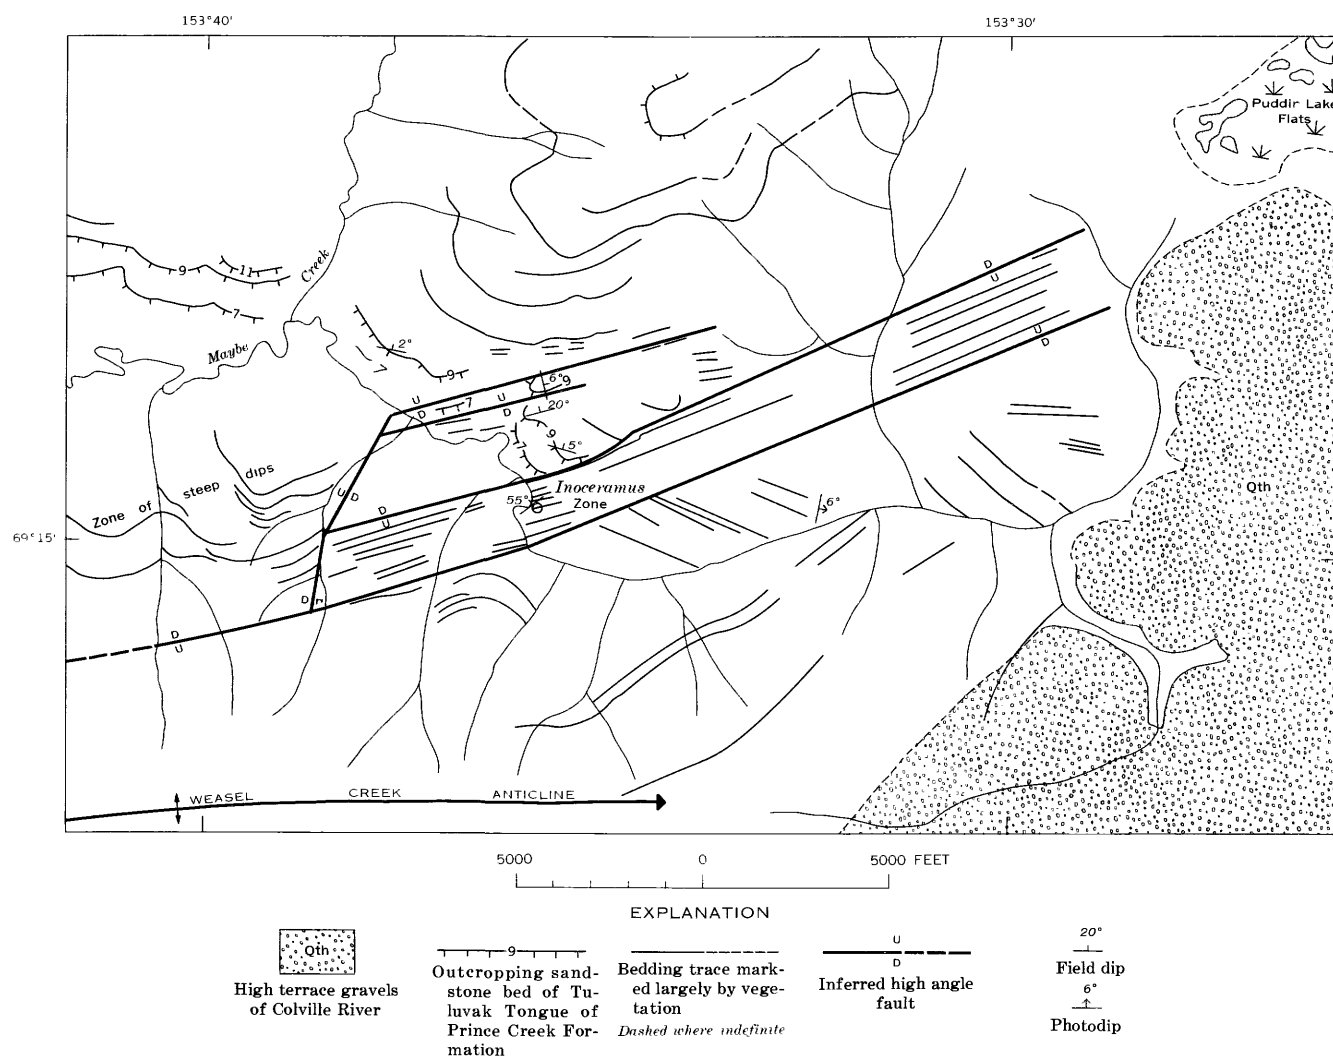 153°40'
153°30'
Puddir Lake
Flats
Creek
9
11
7
Maybe
2°
7
9
U
D
7
U
D
6°
9
20°
9
7
5°
D
U
U
D
Zone of steep dips
U D
D
U
55°
Inoceramus
Zone
6°
Qth
69°15'
D
D
U
WEASEL CREEK ANTICLINE
5000 0 5000 FEET
EXPLANATION
Qth
High terrace gravels
of Colville River
9
Outcropping sand-
stone bed of Tu-
luvak Tongue of
Prince Creek For-
mation
Bedding trace mark-
ed largely by vege-
tation
Dashed where indefinite
U
D
Inferred high angle
fault
20°
Field dip
6°
Photodip